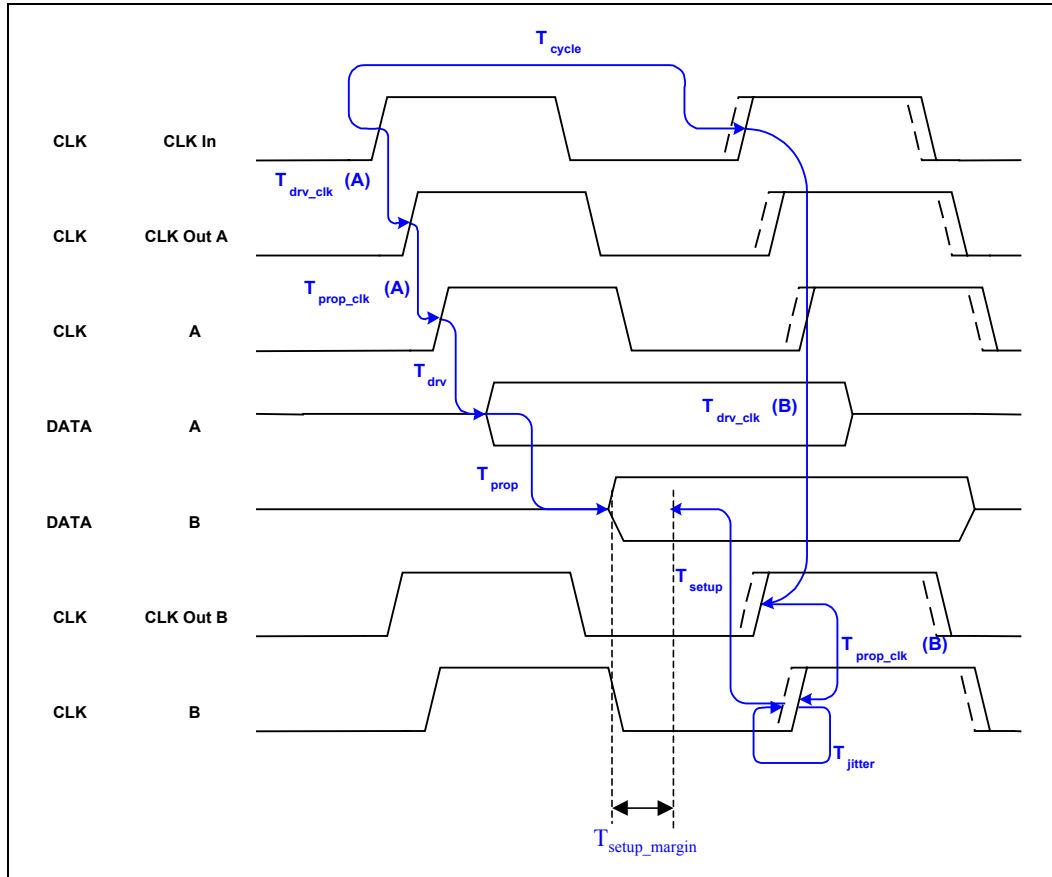 T_cycle
CLK CLK In
T_drv_clk (A)
CLK CLK Out A
T_prop_clk (A)
CLK A
T_drv
DATA A
T_drv_clk (B)
T_prop
DATA B
T_setup
CLK CLK Out B
T_prop_clk (B)
CLK B
T_jitter
T_setup_margin